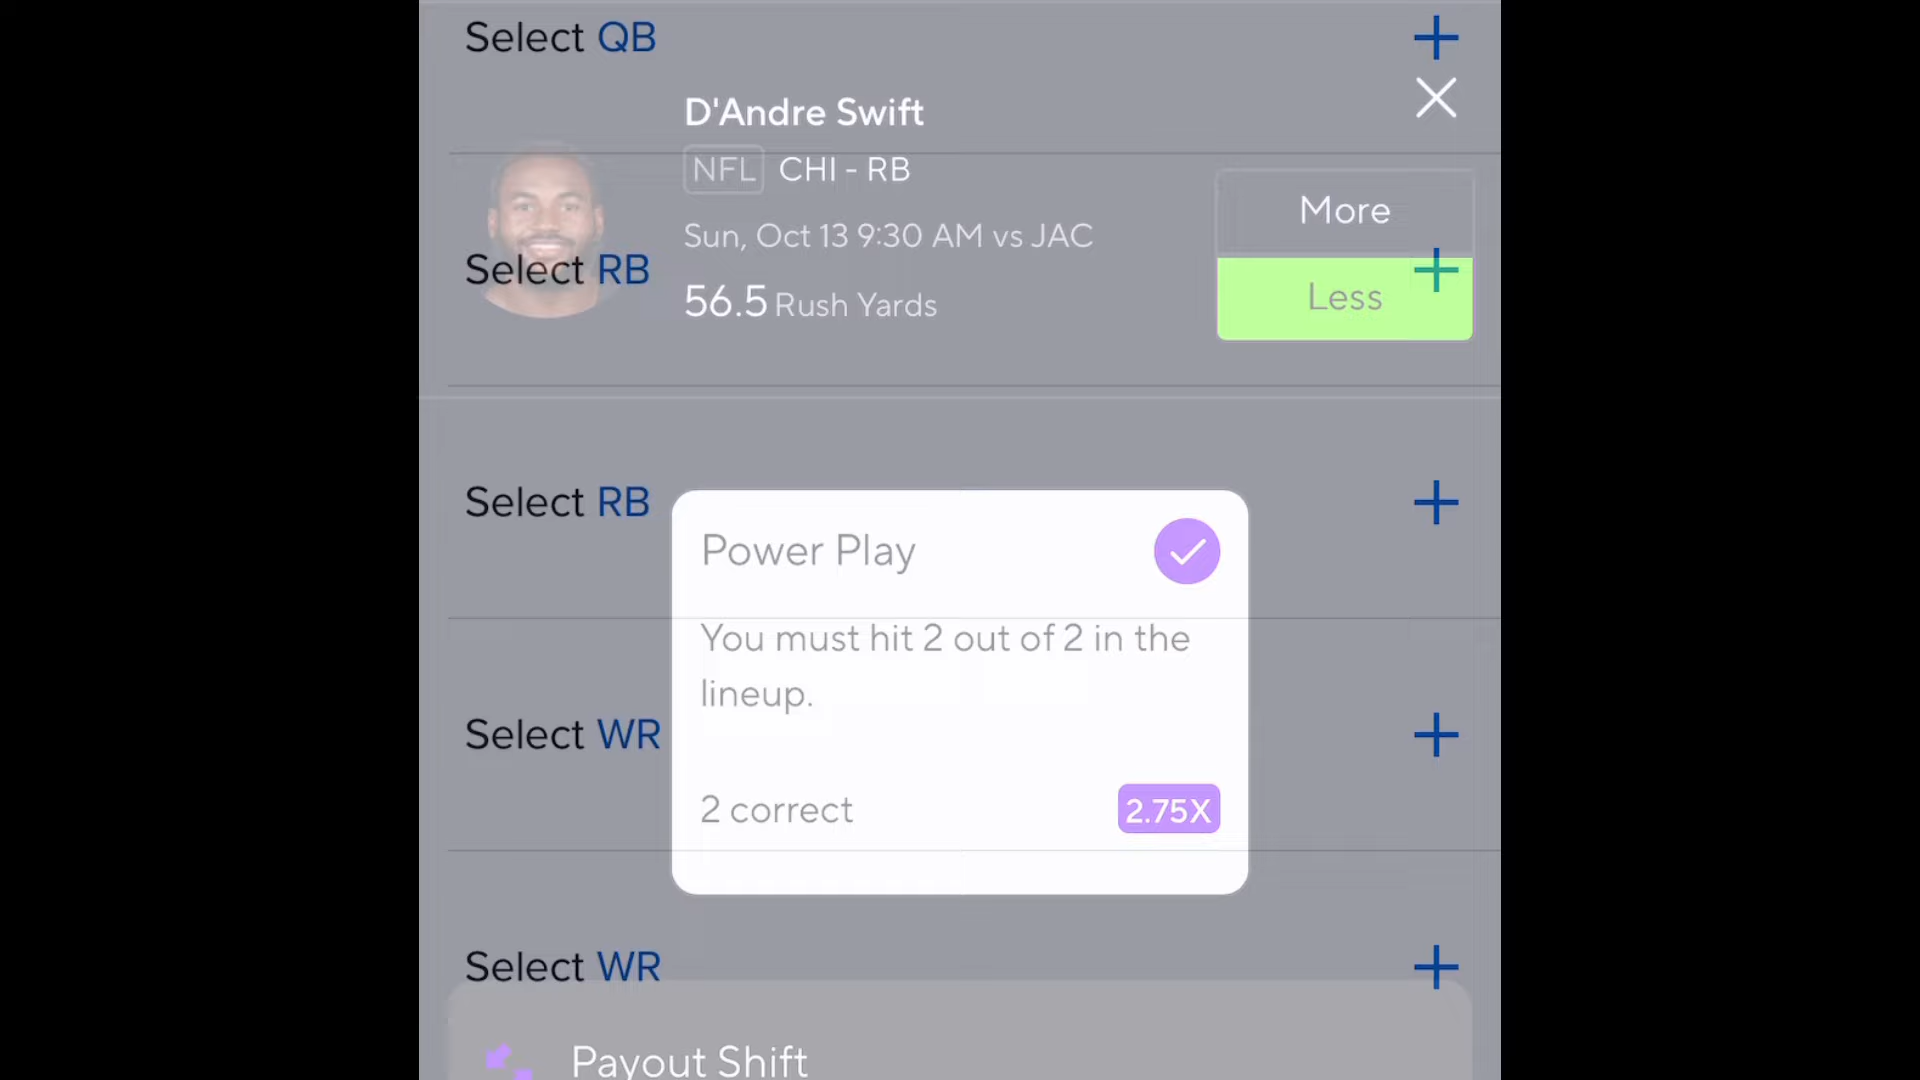 Select QB
D'Andre Swift
NFL CHI - RB
More
Sun, Oct 13 9:30 AM vs JAC
Select RB
Less
56.5 Rush Yards
Select RB
Power Play
You must hit 2 out of 2 in the
lineup.
Select WR
2 correct
2.75X
Select WR
Payout Shift